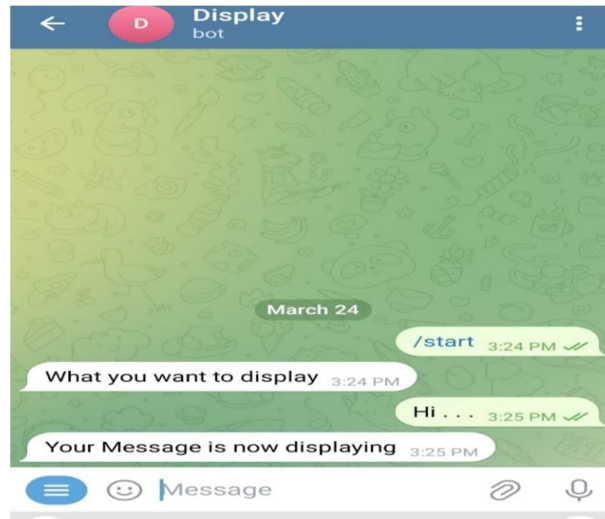 D
Display
bot
March 24
/start 3:24 PM
What you want to display 3:24 PM
Hi . . . 3:25 PM
Your Message is now displaying 3:25 PM
Message